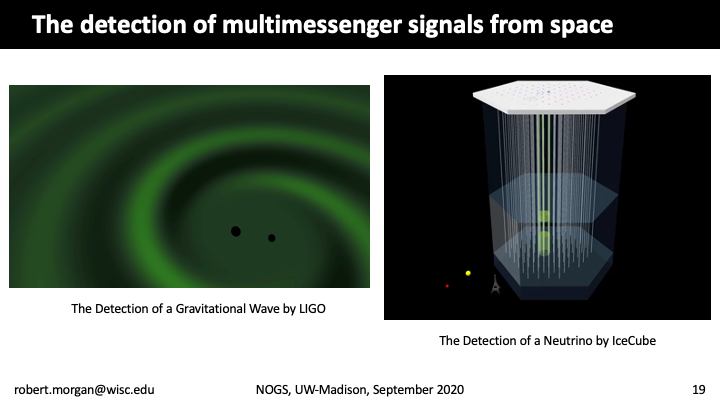 The detection of multimessenger signals from space
The Detection of a Gravitational Wave by LIGO
The Detection of a Neutrino by IceCube
robert.morgan@wisc.edu
NOGS, UW-Madison, September 2020
19